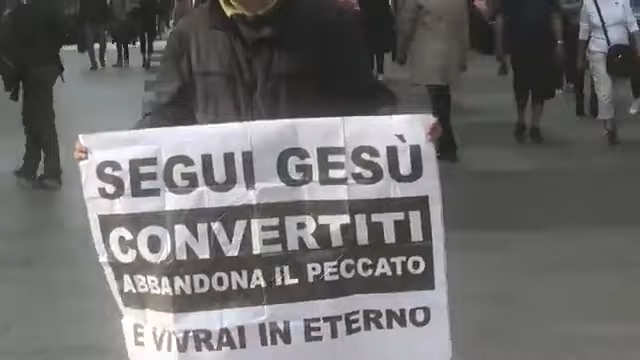 SEGUI GESÙ
CONVERTITI
ABBANDONA IL PECCATO
E VIVRAI IN ETERNO